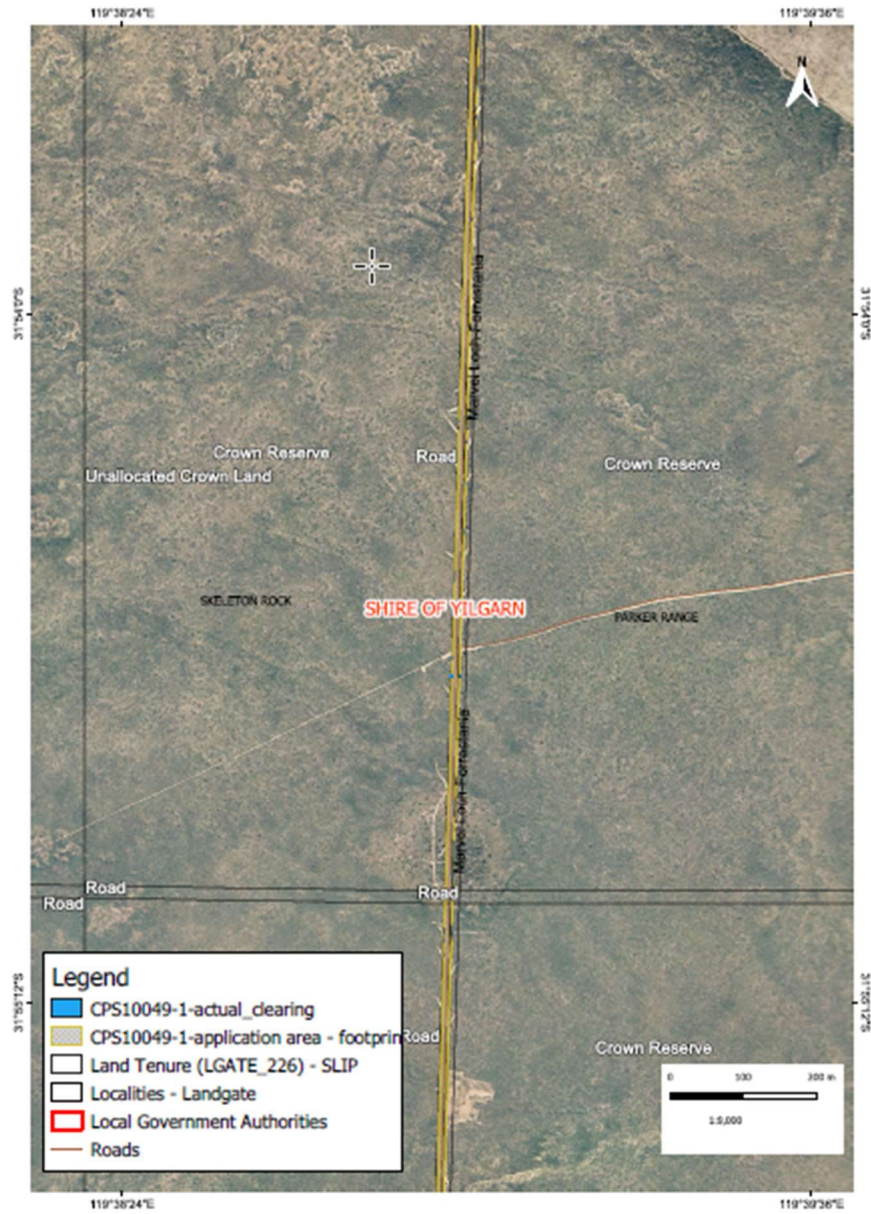 119°38'24"E
119°39'36"E
N
Marvel Loch Forrestania
31°54'0"S
31°54'0"S
Crown Reserve
Road
Crown Reserve
Unallocated Crown Land
SKELETON ROCK
SHIRE OF YILGARN
PARKER RANGE
Marvel Loch Forrestania
Road
Road
Road
31°55'12"S
31°55'12"S
Legend
CPS10049-1-actual_clearing
CPS10049-1-application area - footprin
Road
Land Tenure (LGATE_226) - SLIP
Crown Reserve
Localities - Landgate
Local Government Authorities
Roads
0 100 200 m
1:9,000
119°38'24"E
119°39'36"E